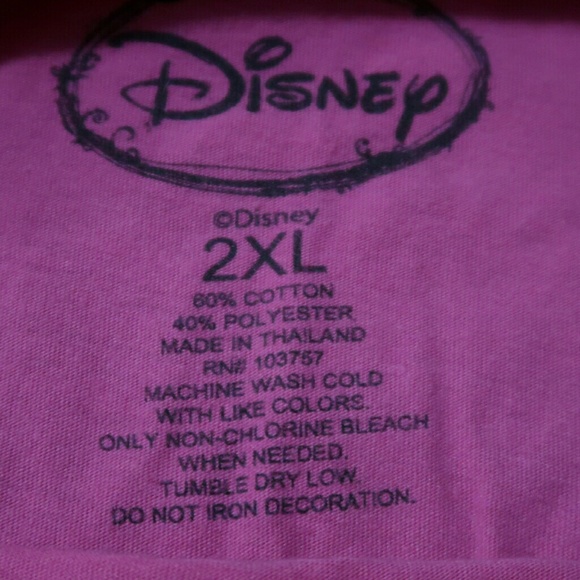 Disney
©Disney
2XL
60% COTTON
40% POLYESTER
MADE IN THAILAND
RN# 103757
MACHINE WASH COLD
WITH LIKE COLORS.
ONLY NON-CHLORINE BLEACH
WHEN NEEDED.
TUMBLE DRY LOW.
DO NOT IRON DECORATION.